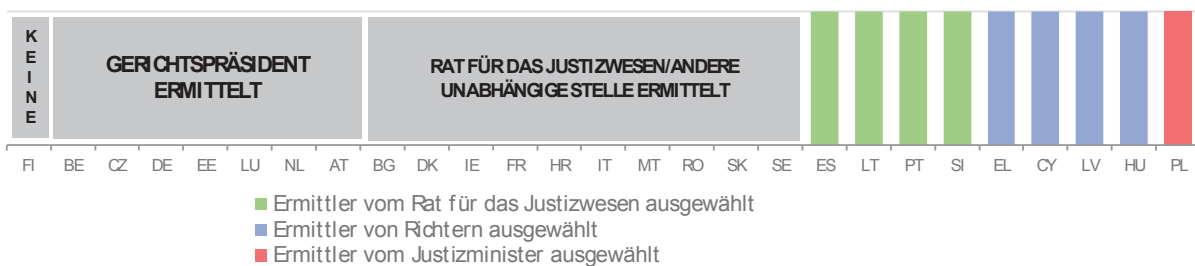 KEINE
GERICHTSPRÄSIDENT
ERMITTELT
RAT FÜR DAS JUSTIZWESEN/ANDERE
UNABHÄNGIGE STELLE ERMITTELT
FI BE CZ DE EE LU NL AT BG DK IE FR HR IT MT RO SK SE ES LT PT SI EL CY LV HU PL
Ermittler vom Rat für das Justizwesen ausgewählt
Ermittler von Richtern ausgewählt
Ermittler vom Justizminister ausgewählt